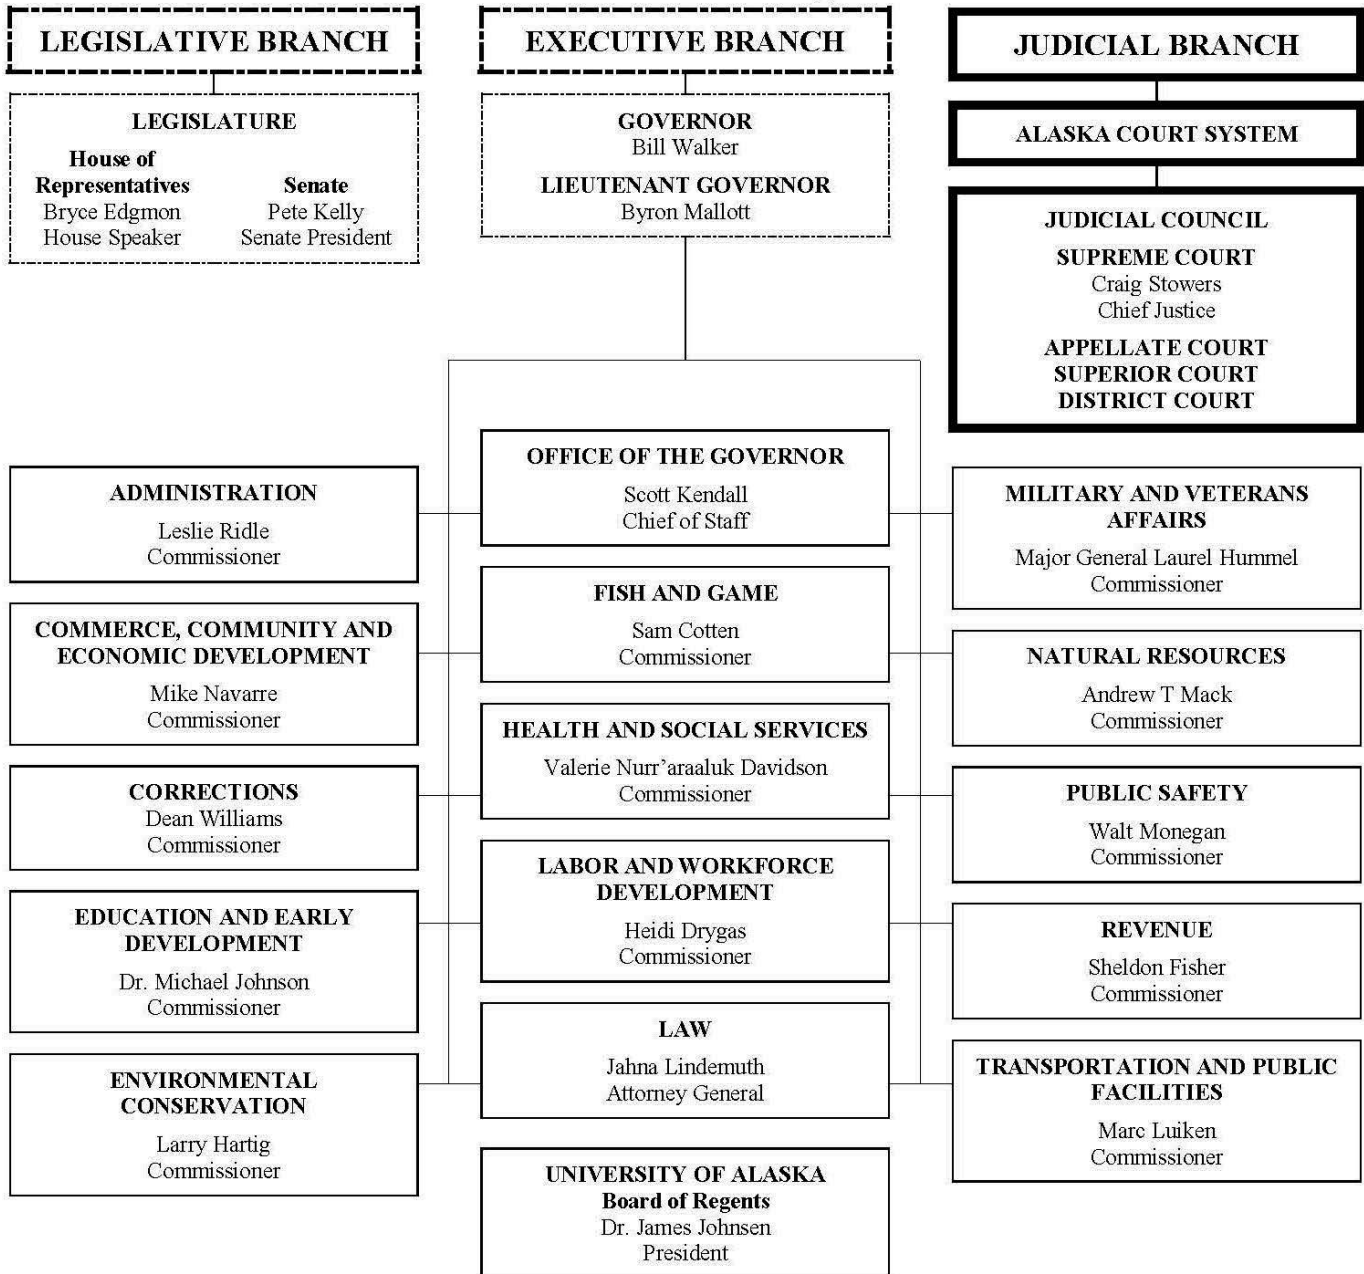 LEGISLATIVE BRANCH
LEGISLATURE
House of
Representatives
Bryce Edgmon
House Speaker
Senate
Pete Kelly
Senate President
EXECUTIVE BRANCH
GOVERNOR
Bill Walker
LIEUTENANT GOVERNOR
Byron Mallott
JUDICIAL BRANCH
ALASKA COURT SYSTEM
JUDICIAL COUNCIL
SUPREME COURT
Craig Stowers
Chief Justice
APPELLATE COURT
SUPERIOR COURT
DISTRICT COURT
ADMINISTRATION
Leslie Ridle
Commissioner
COMMERCE, COMMUNITY AND
ECONOMIC DEVELOPMENT
Mike Navarre
Commissioner
CORRECTIONS
Dean Williams
Commissioner
EDUCATION AND EARLY
DEVELOPMENT
Dr. Michael Johnson
Commissioner
ENVIRONMENTAL
CONSERVATION
Larry Hartig
Commissioner
OFFICE OF THE GOVERNOR
Scott Kendall
Chief of Staff
FISH AND GAME
Sam Cotten
Commissioner
HEALTH AND SOCIAL SERVICES
Valerie Nurr’araaluk Davidson
Commissioner
LABOR AND WORKFORCE
DEVELOPMENT
Heidi Drygas
Commissioner
LAW
Jahna Lindemuth
Attorney General
UNIVERSITY OF ALASKA
Board of Regents
Dr. James Johnsen
President
MILITARY AND VETERANS
AFFAIRS
Major General Laurel Hummel
Commissioner
NATURAL RESOURCES
Andrew T Mack
Commissioner
PUBLIC SAFETY
Walt Monegan
Commissioner
REVENUE
Sheldon Fisher
Commissioner
TRANSPORTATION AND PUBLIC
FACILITIES
Marc Luiken
Commissioner